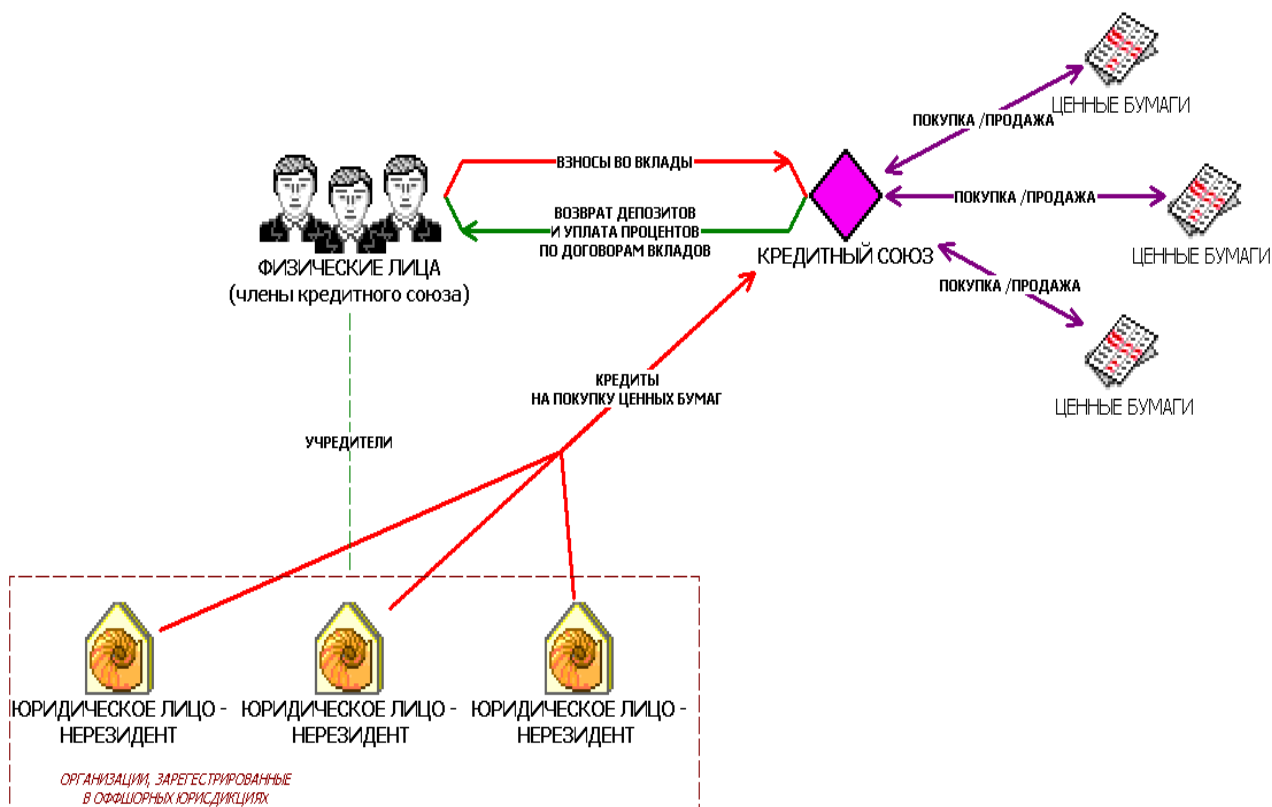 ЦЕННЫЕ БУМАГИ
ПОКУПКА /ПРОДАЖА
ВЗНОСЫ ВО ВКЛАДЫ
ПОКУПКА /ПРОДАЖА
ВОЗВРАТ ДЕПОЗИТОВ
И УПЛАТА ПРОЦЕНТОВ
ПО ДОГОВОРАМ ВКЛАДОВ
КРЕДИТНЫЙ СОЮЗ
ЦЕННЫЕ БУМАГИ
ФИЗИЧЕСКИЕ ЛИЦА
(члены кредитного союза)
ПОКУПКА /ПРОДАЖА
КРЕДИТЫ
НА ПОКУПКУ ЦЕННЫХ БУМАГ
ЦЕННЫЕ БУМАГИ
УЧРЕДИТЕЛИ
ЮРИДИЧЕСКОЕ ЛИЦО -
НЕРЕЗИДЕНТ
ЮРИДИЧЕСКОЕ ЛИЦО -
НЕРЕЗИДЕНТ
ЮРИДИЧЕСКОЕ ЛИЦО -
НЕРЕЗИДЕНТ
ОРГАНИЗАЦИИ, ЗАРЕГЕСТРИРОВАННЫЕ
В ОФФШОРНЫХ ЮРИСДИКЦИЯХ